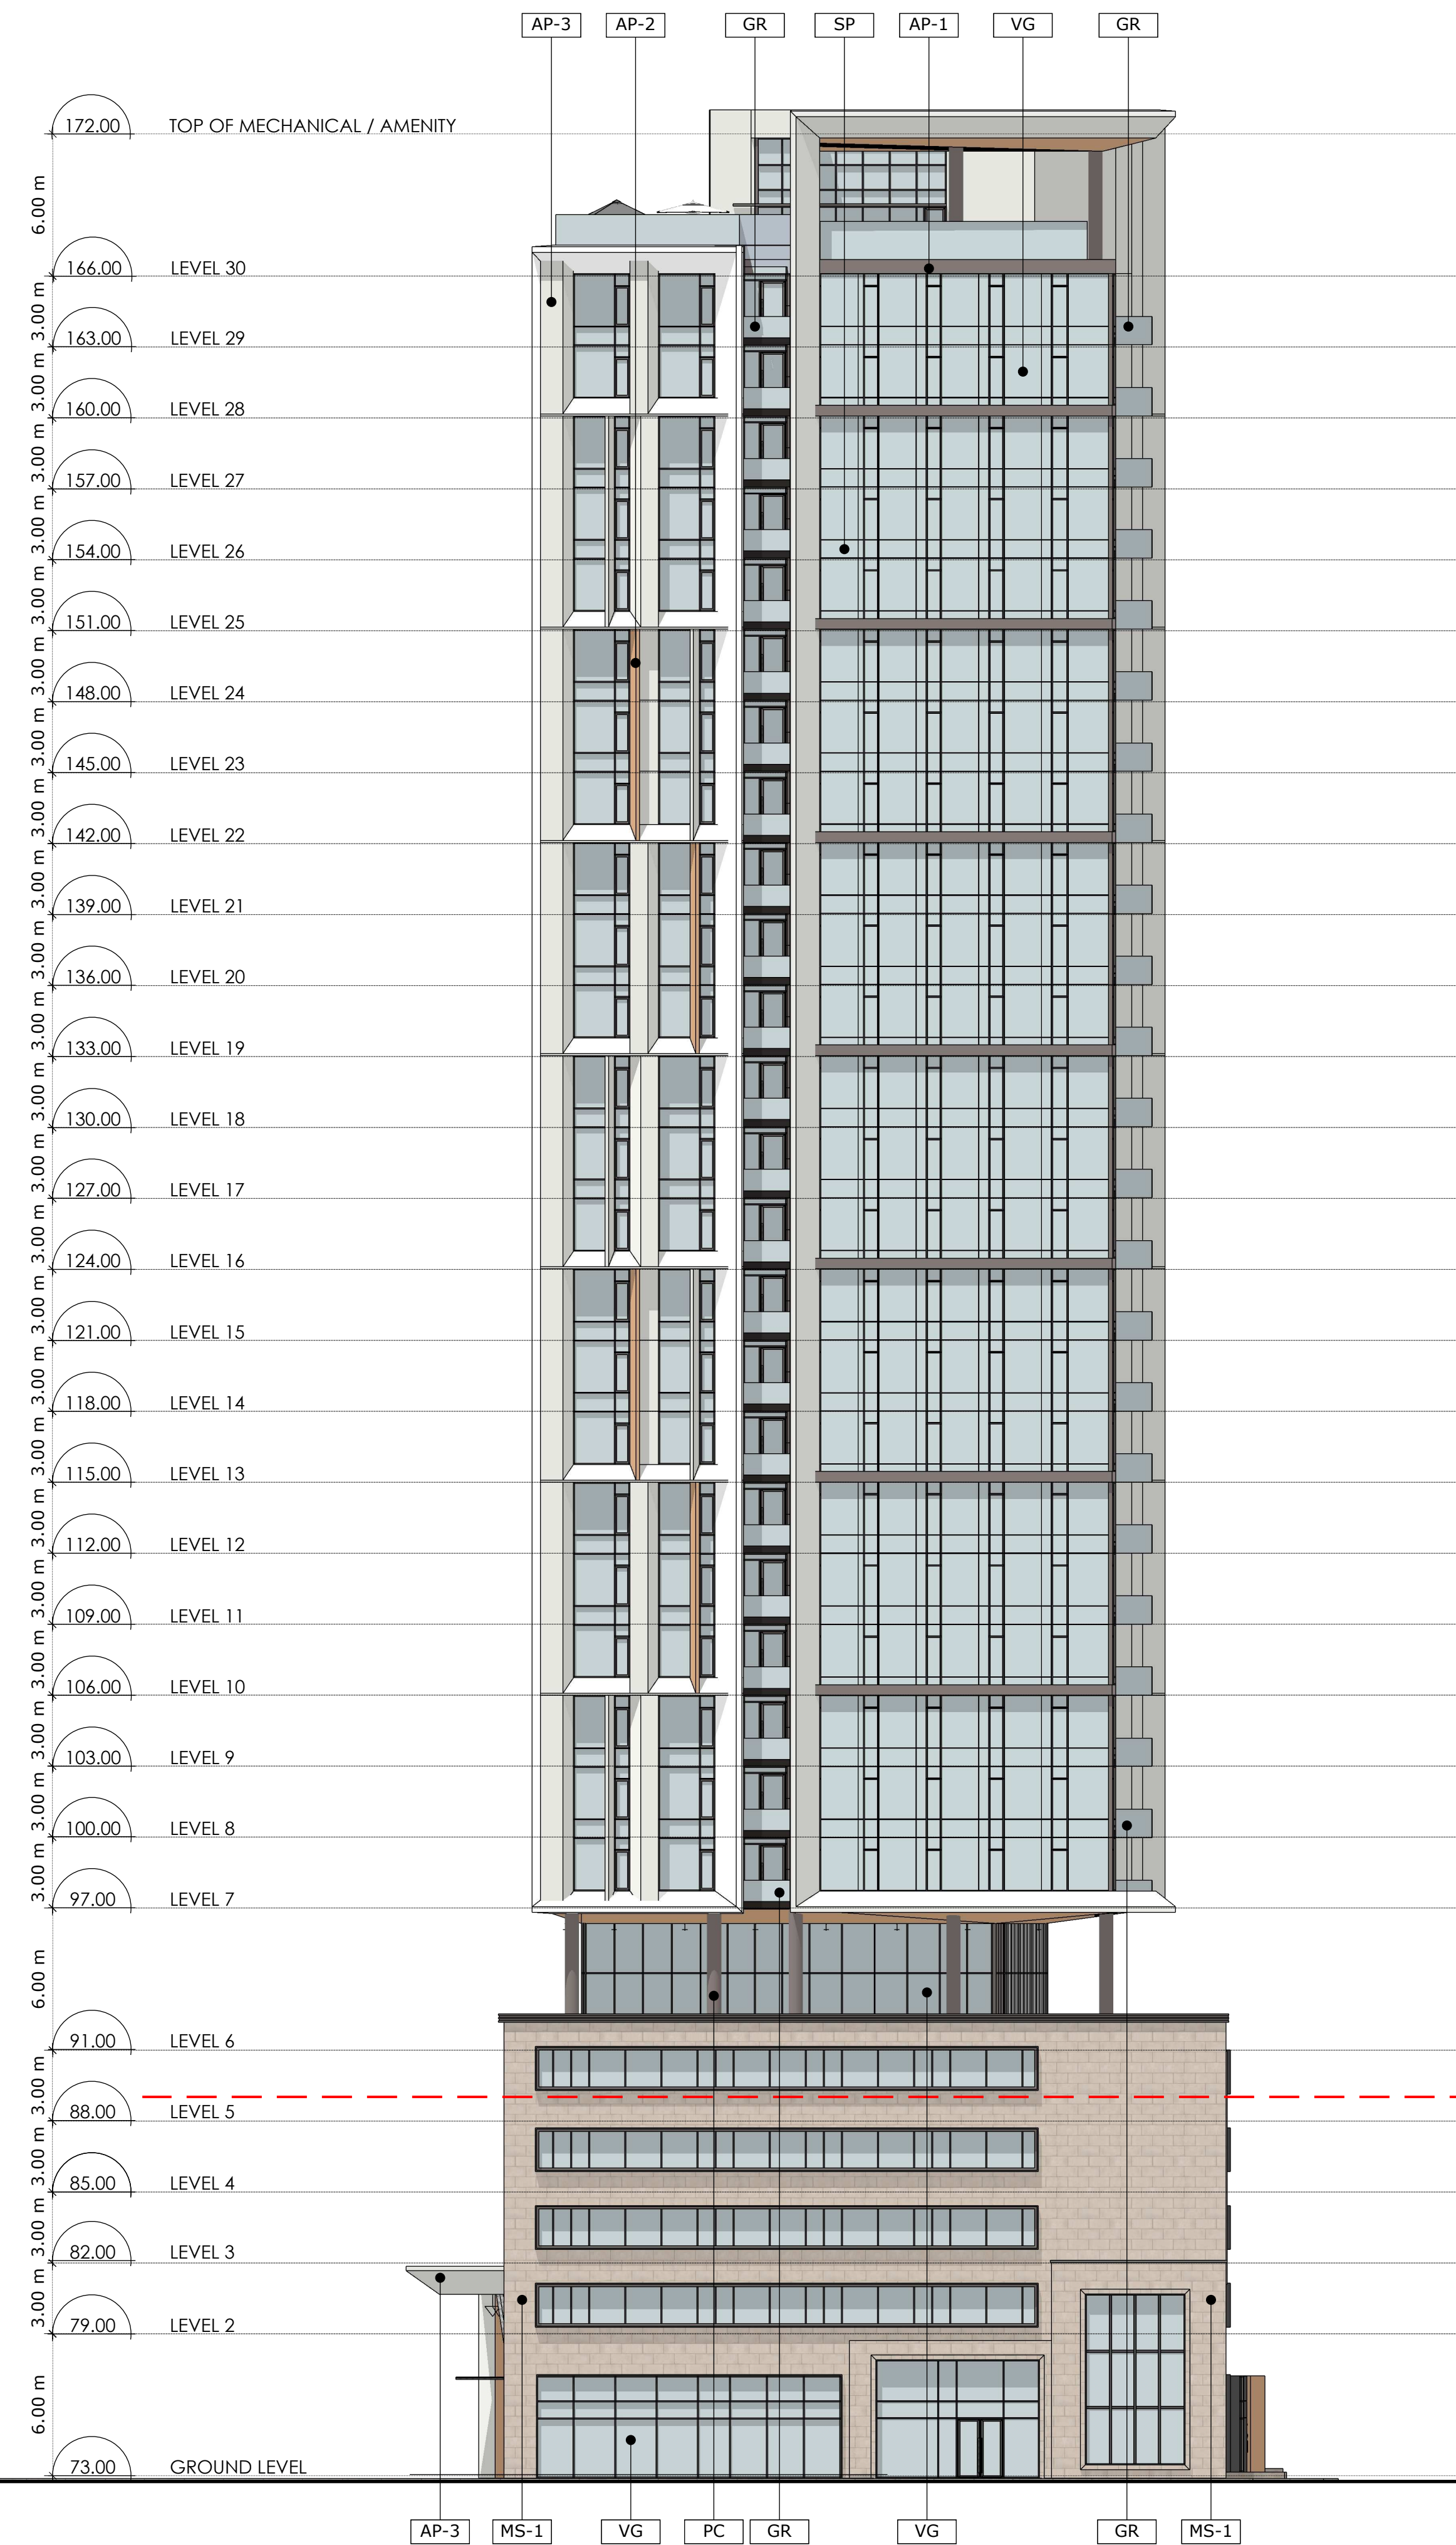 AP-3 AP-2 GR SP AP-1 VG GR
172.00 TOP OF MECHANICAL / AMENITY
6.00 m
166.00 LEVEL 30
3.00 m
163.00 LEVEL 29
3.00 m
160.00 LEVEL 28
3.00 m
157.00 LEVEL 27
3.00 m
154.00 LEVEL 26
3.00 m
151.00 LEVEL 25
3.00 m
148.00 LEVEL 24
3.00 m
145.00 LEVEL 23
3.00 m
142.00 LEVEL 22
3.00 m
139.00 LEVEL 21
3.00 m
136.00 LEVEL 20
3.00 m
133.00 LEVEL 19
3.00 m
130.00 LEVEL 18
3.00 m
127.00 LEVEL 17
3.00 m
124.00 LEVEL 16
3.00 m
121.00 LEVEL 15
3.00 m
118.00 LEVEL 14
3.00 m
115.00 LEVEL 13
3.00 m
112.00 LEVEL 12
3.00 m
109.00 LEVEL 11
3.00 m
106.00 LEVEL 10
3.00 m
103.00 LEVEL 9
3.00 m
100.00 LEVEL 8
3.00 m
97.00 LEVEL 7
6.00 m
91.00 LEVEL 6
3.00 m
88.00 LEVEL 5
3.00 m
85.00 LEVEL 4
3.00 m
82.00 LEVEL 3
3.00 m
79.00 LEVEL 2
6.00 m
73.00 GROUND LEVEL
AP-3 MS-1 VG PC GR VG GR MS-1